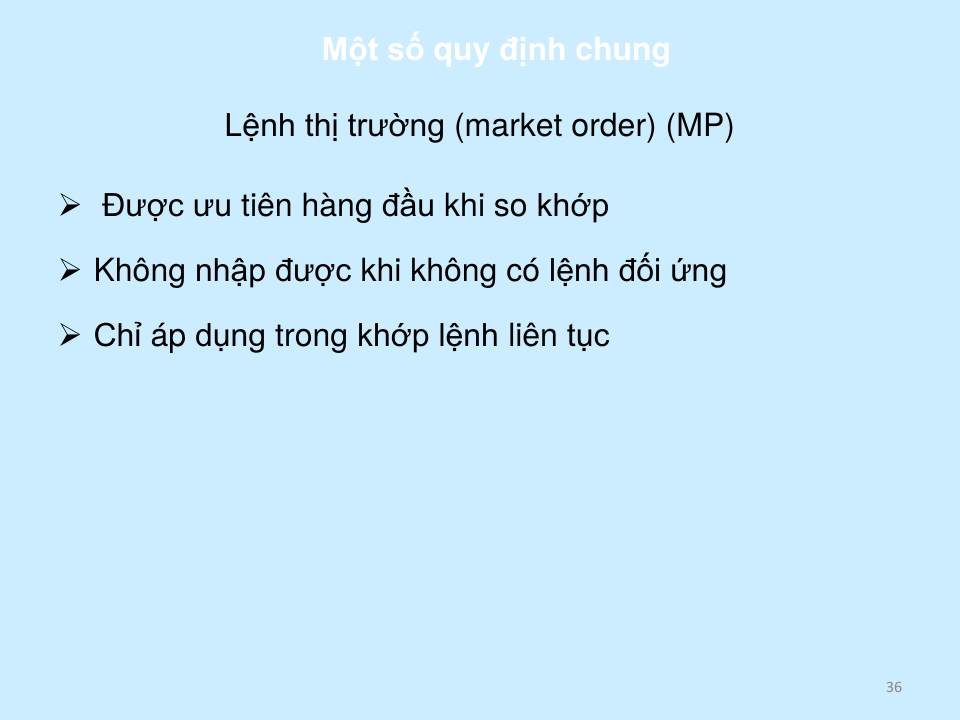 Một số quy định chung
Lệnh thị trường (market order) (MP)
➢ Được ưu tiên hàng đầu khi so khớp
➢ Không nhập được khi không có lệnh đối ứng
➢ Chỉ áp dụng trong khớp lệnh liên tục
36